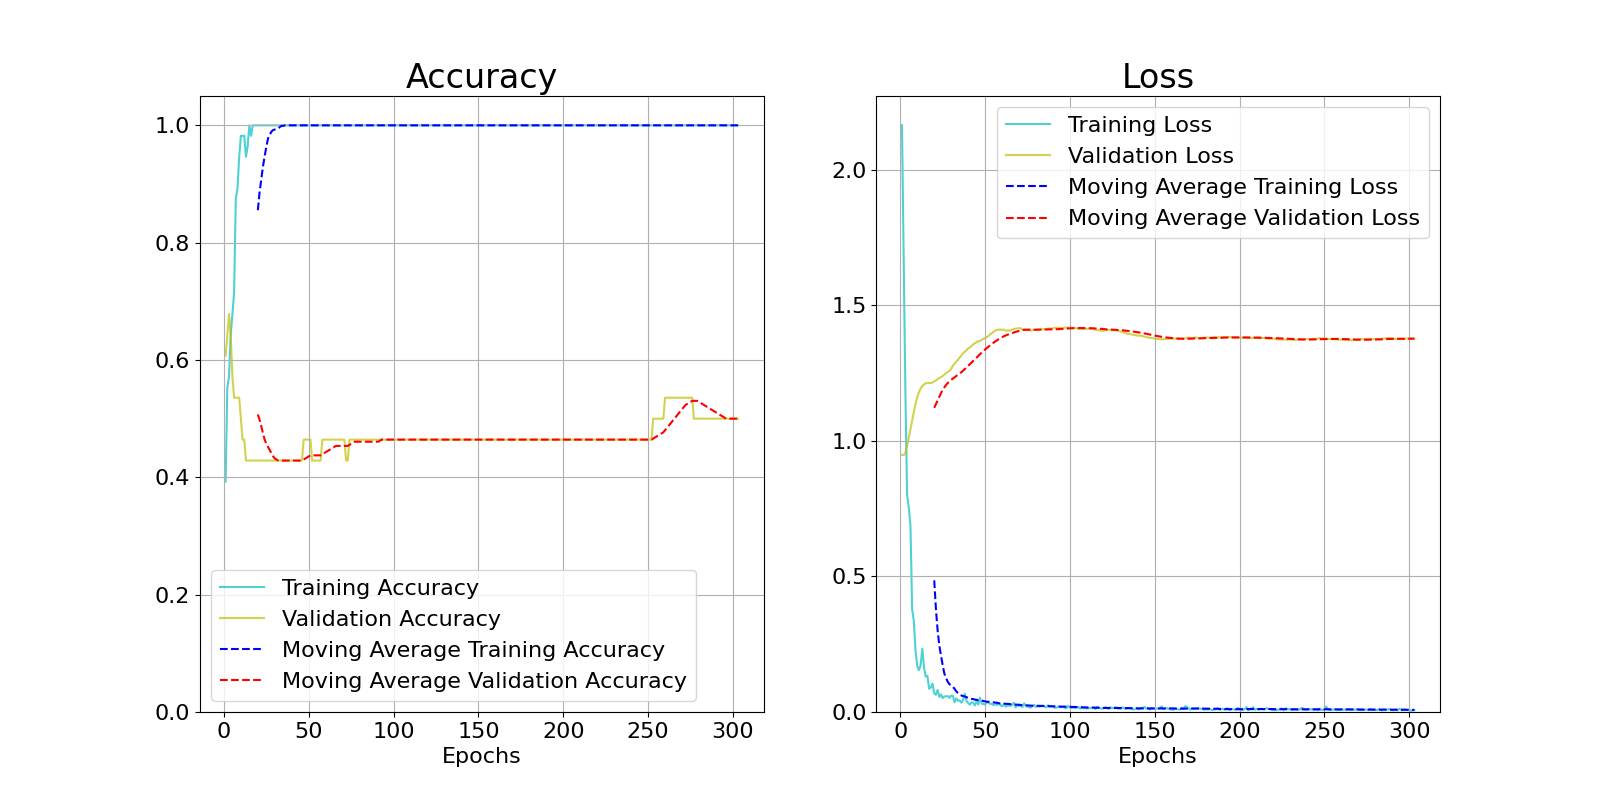 Accuracy
1.0
0.8
0.6
0.4
0.2
0.0
Training Accuracy
Validation Accuracy
Moving Average Training Accuracy
Moving Average Validation Accuracy
0 50 100 150 200 250 300
Epochs
Loss
2.0
1.5
1.0
0.5
0.0
Training Loss
Validation Loss
Moving Average Training Loss
Moving Average Validation Loss
0 50 100 150 200 250 300
Epochs